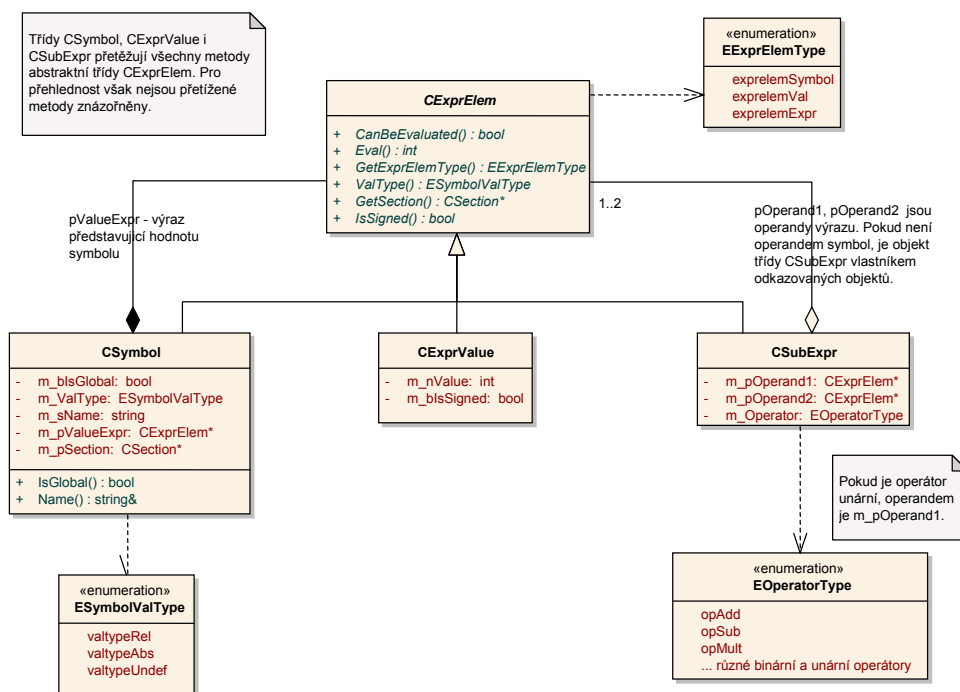 Třídy CSymbol, CExprValue i
CSubExpr přetěžují všechny metody
abstraktní třídy CExprElem. Pro
přehlednost však nejsou přetížené
metody znázorněny.
«enumeration»
EExprElemType
exprelemSymbol
exprelemVal
exprelemExpr
CExprElem
+ CanBeEvaluated() : bool
+ Eval() : int
+ GetExprElemType() : EExprElemType
+ ValType() : ESymbolValType
+ GetSection() : CSection*
+ IsSigned() : bool
1..2
pValueExpr - výraz
představující hodnotu
symbolu
pOperand1, pOperand2 jsou
operandy výrazu. Pokud není
operandem symbol, je objekt
třídy CSubExpr vlastníkem
odkazovaných objektů.
CSymbol
- m_bIsGlobal: bool
- m_ValType: ESymbolValType
- m_sName: string
- m_pValueExpr: CExprElem*
- m_pSection: CSection*
+ IsGlobal() : bool
+ Name() : string&
CExprValue
- m_nValue: int
- m_bIsSigned: bool
CSubExpr
- m_pOperand1: CExprElem*
- m_pOperand2: CExprElem*
- m_Operator: EOperatorType
Pokud je operátor
unární, operandem
je m_pOperand1.
«enumeration»
ESymbolValType
valtypeRel
valtypeAbs
valtypeUndef
«enumeration»
EOperatorType
opAdd
opSub
opMult
... různé binární a unární operátory